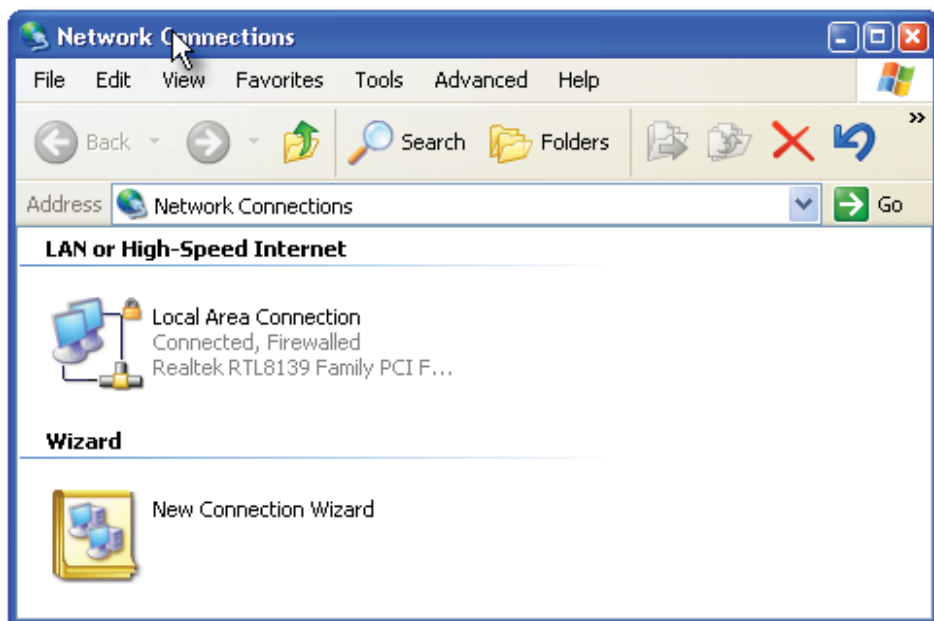 Network Connections
File Edit View Favorites Tools Advanced Help
Back Search Folders »
Address Network Connections Go
LAN or High-Speed Internet
Local Area Connection
Connected, Firewalled
Realtek RTL8139 Family PCI F...
Wizard
New Connection Wizard